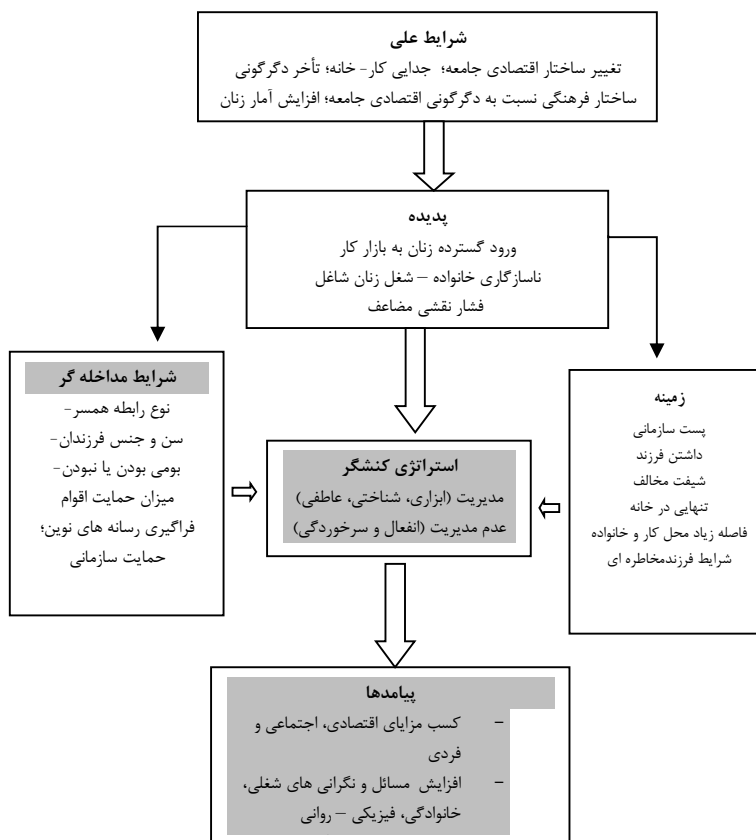 شرایط علی
تغییر ساختار اقتصادی جامعه؛ جدایی کار- خانه؛ تأخر دگرگونی
ساختار فرهنگی نسبت به دگرگونی اقتصادی جامعه؛ افزایش آمار زنان
پدیده
ورود گسترده زنان به بازار کار
ناسازگاری خانواده – شغل زنان شاغل
فشار نقشی مضاعف
زمینه
پست سازمانی
داشتن فرزند
شیفت مخالف
تنهایی در خانه
فاصله زیاد محل کار و خانواده
شرایط فرزندمخاطره ای
شرایط مداخله گر
نوع رابطه همسر-
سن و جنس فرزندان-
بومی بودن یا نبودن-
میزان حمایت اقوام
فراگیری رسانه های نوین؛
حمایت سازمانی
استراتژی کنشگر
مدیریت (ابزاری، شناختی، عاطفی)
عدم مدیریت (انفعال و سرخوردگی)
پیامدها
– کسب مزایای اقتصادی، اجتماعی و
فردی
– افزایش مسائل و نگرانی های شغلی،
خانوادگی، فیزیکی – روانی